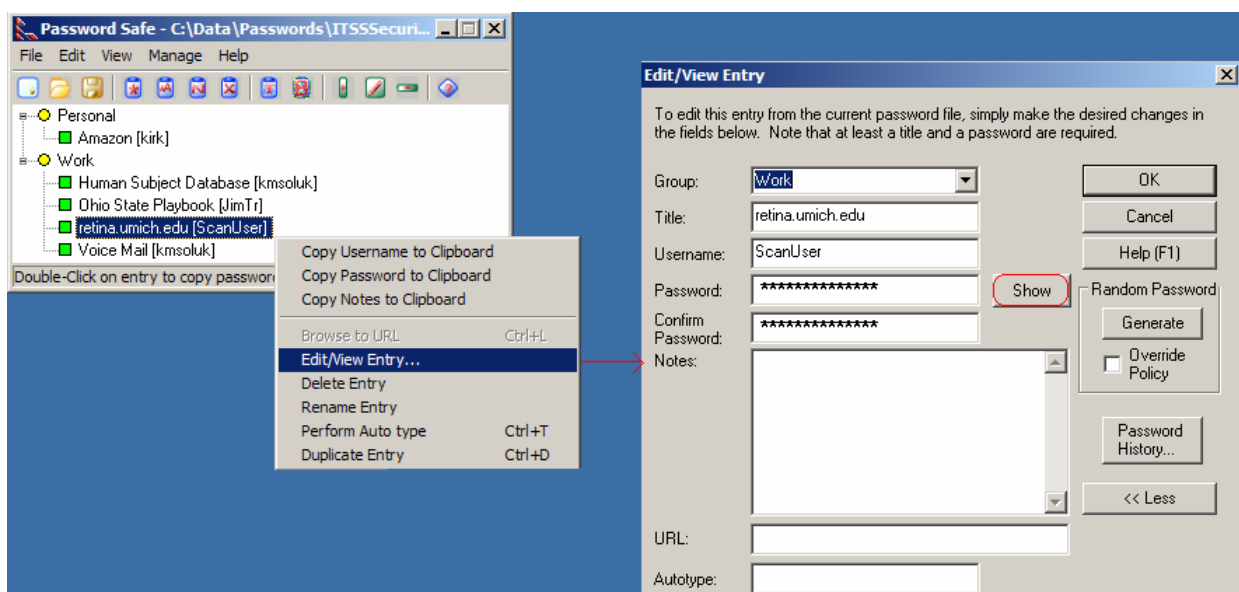 Password Safe - C:\Data\Passwords\ITSSSecuri...
File Edit View Manage Help
Personal
Amazon [kirk]
Work
Human Subject Database [kmsoluk]
Ohio State Playbook [JimTr]
retina.umich.edu [ScanUser]
Voice Mail [kmsoluk]
Double-Click on entry to copy passwor
Copy Username to Clipboard
Copy Password to Clipboard
Copy Notes to Clipboard
Browse to URL Ctrl+L
Edit/View Entry...
Delete Entry
Rename Entry
Perform Auto type Ctrl+T
Duplicate Entry Ctrl+D
Edit/View Entry
To edit this entry from the current password file, simply make the desired changes in
the fields below. Note that at least a title and a password are required.
Group: Work OK
Title: retina.umich.edu Cancel
Username: ScanUser Help (F1)
Password: ************** Show Random Password
Confirm
Password: ************** Generate
Notes: Override
Policy
Password
History...
<< Less
URL:
Autotype: